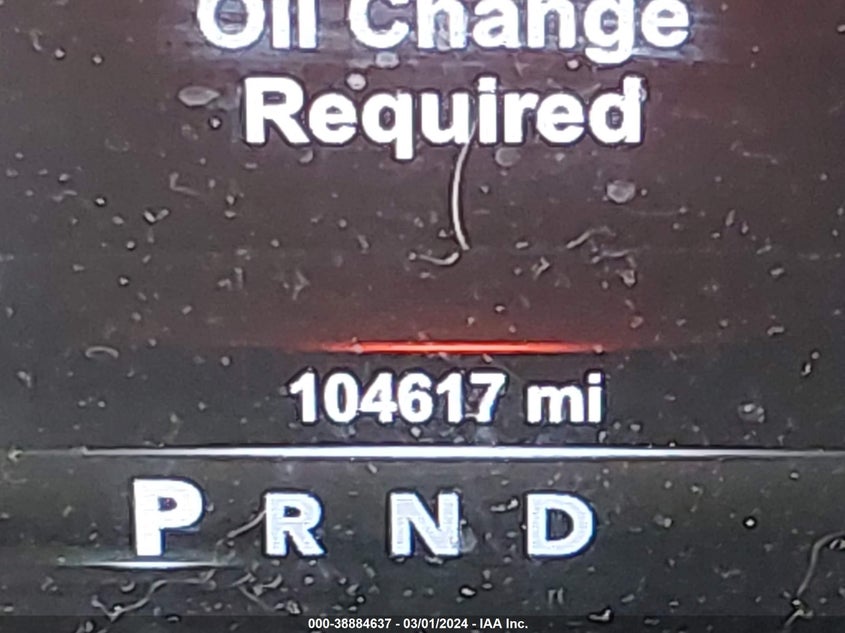 Oil Change
Required
104617 mi
P R N D
000-38884637 - 03/01/2024 - IAA Inc.